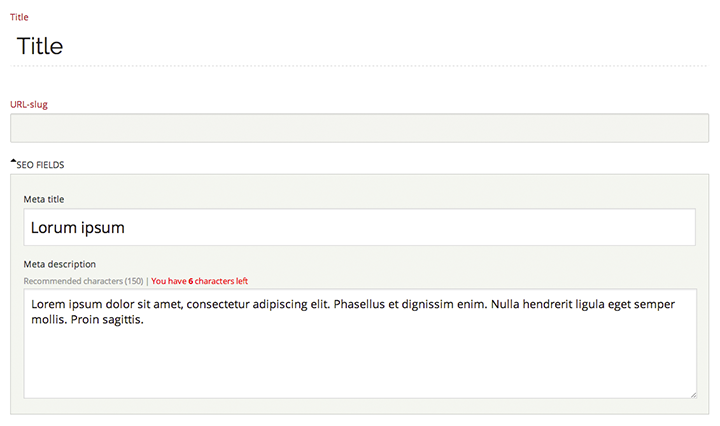 Title
Title
URL-slug
SEO FIELDS
Meta title
Lorum ipsum
Meta description
Recommended characters (150) | You have 6 characters left
Lorem ipsum dolor sit amet, consectetur adipiscing elit. Phasellus et dignissim enim. Nulla hendrerit ligula eget semper
mollis. Proin sagittis.